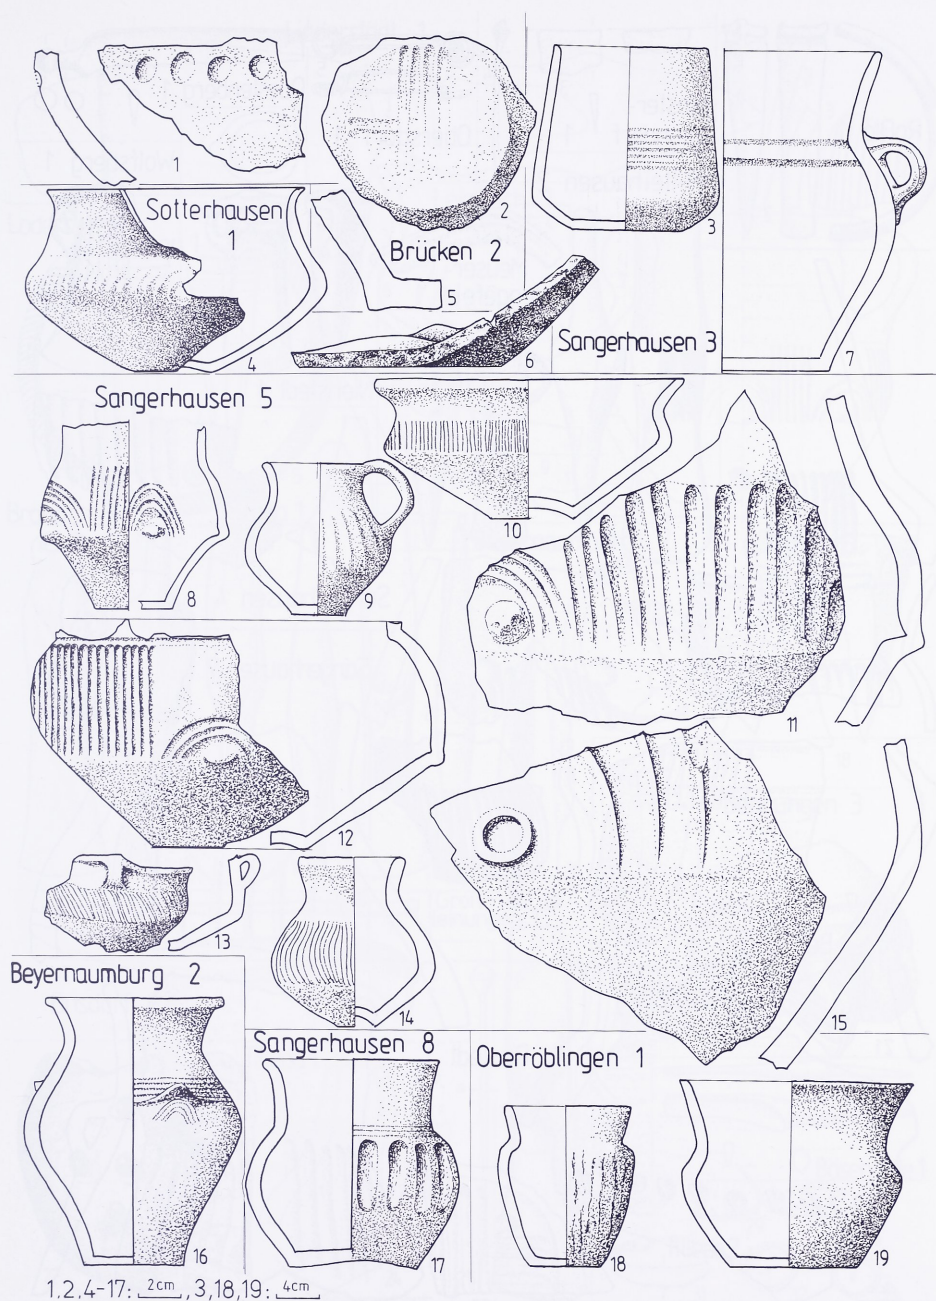 1
2
3
Sotterhausen
1
Brücken 2
5
4
6
Sangerhausen 3
7
Sangerhausen 5
8
9
10
11
12
13
14
15
Beyernaumburg 2
16
Sangerhausen 8
17
Oberröblingen 1
18
19
1,2,4-17: 2cm , 3,18,19: 4cm